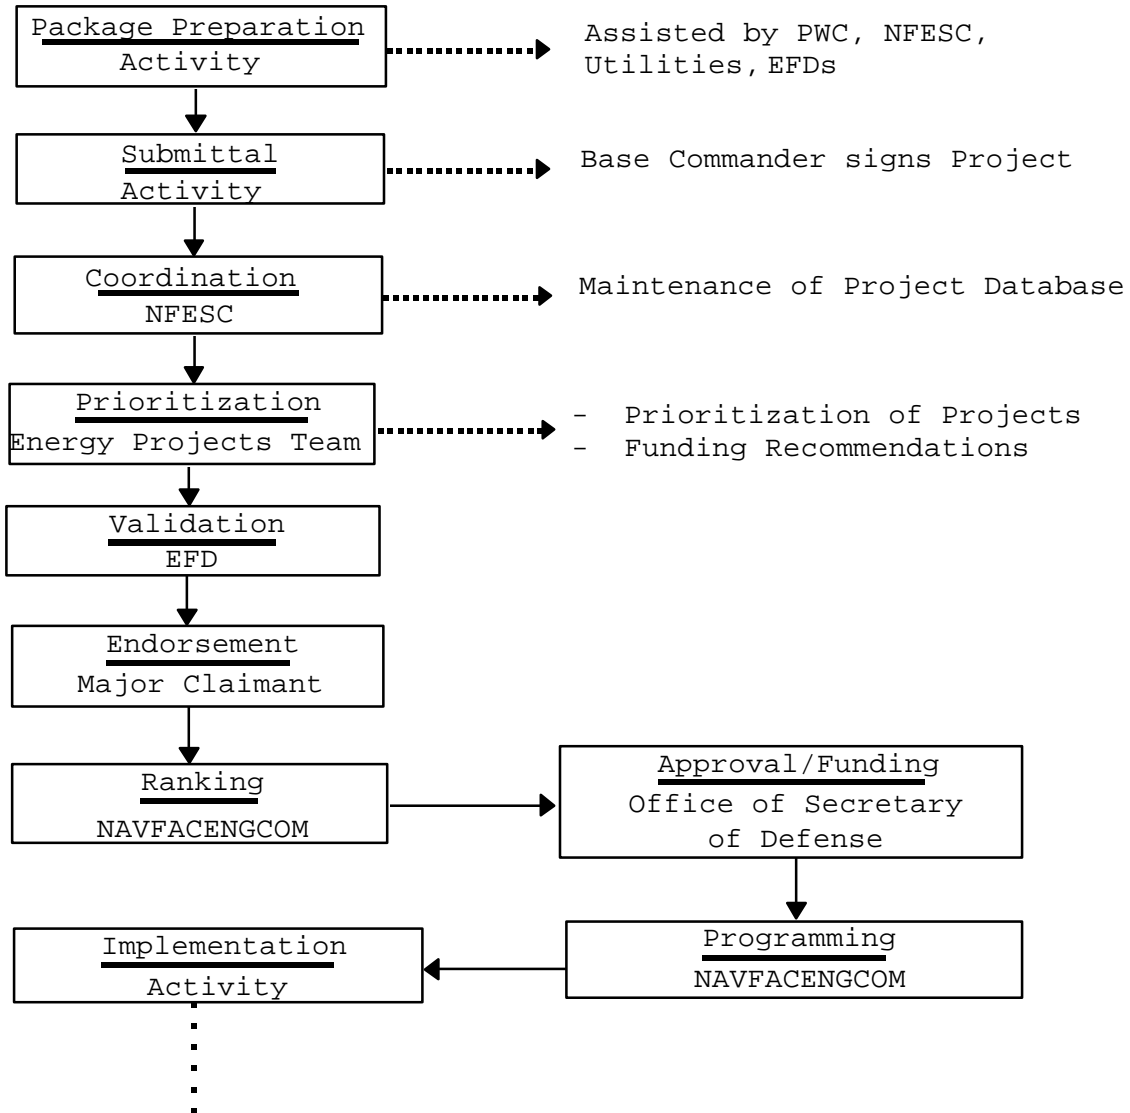 Package Preparation
Activity
Assisted by PWC, NFESC,
Utilities, EFDs
Submittal
Activity
Base Commander signs Project
Coordination
NFESC
Maintenance of Project Database
Prioritization
Energy Projects Team
- Prioritization of Projects
- Funding Recommendations
Validation
EFD
Endorsement
Major Claimant
Ranking
NAVFACENGCOM
Approval/Funding
Office of Secretary
of Defense
Programming
NAVFACENGCOM
Implementation
Activity